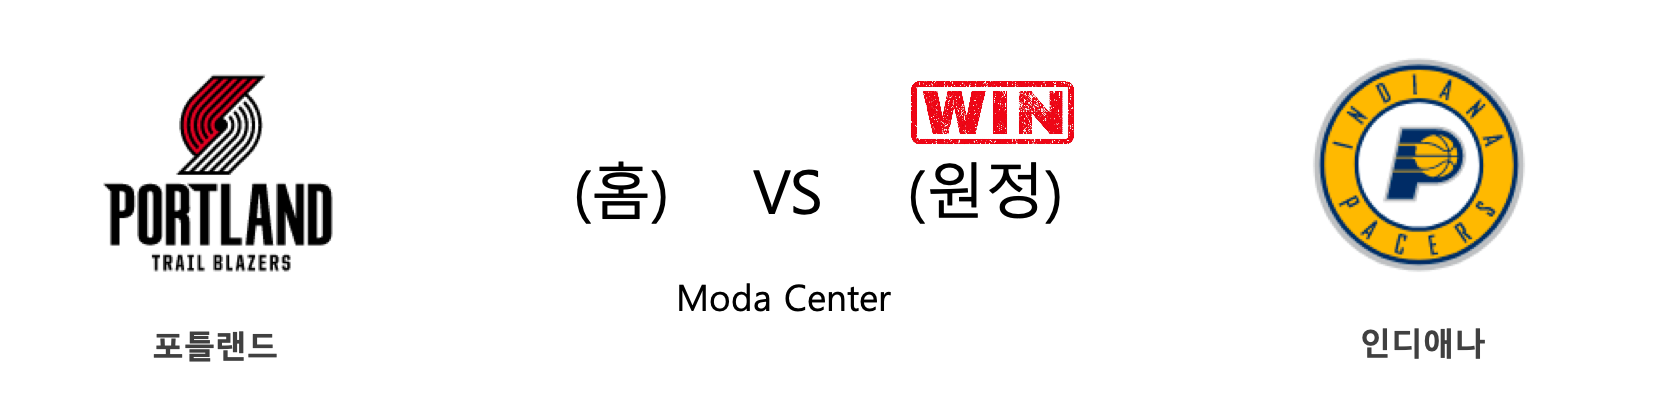 WIN
PORTLAND
TRAIL BLAZERS
(홈) VS (원정)
INDIANA
PACERS
Moda Center
포틀랜드
인디애나